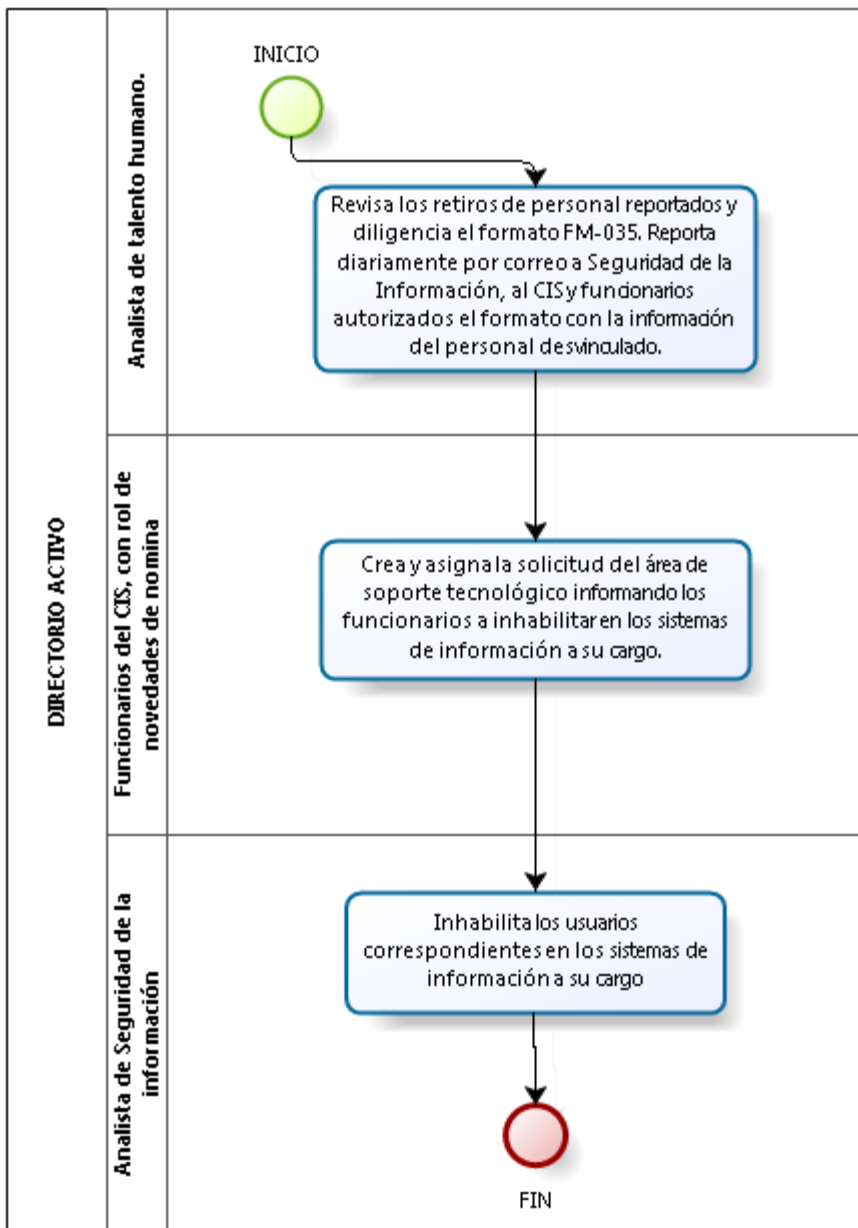 DIRECTORIO ACTIVO
Analista de talento humano.
INICIO
Revisa los retiros de personal reportados y
diligencia el formato FM-035. Reporta
diariamente por correo a Seguridad de la
Información, al CIS y funcionarios
autorizados el formato con la información
del personal desvinculado.
Funcionarios del CIS, con rol de
novedades de nomina
Crea y asigna la solicitud del área de
soporte tecnológico informando los
funcionarios a inhabilitar en los sistemas
de información a su cargo.
Analista de Seguridad de la
información
Inhabilita los usuarios
correspondientes en los sistemas de
información a su cargo
FIN